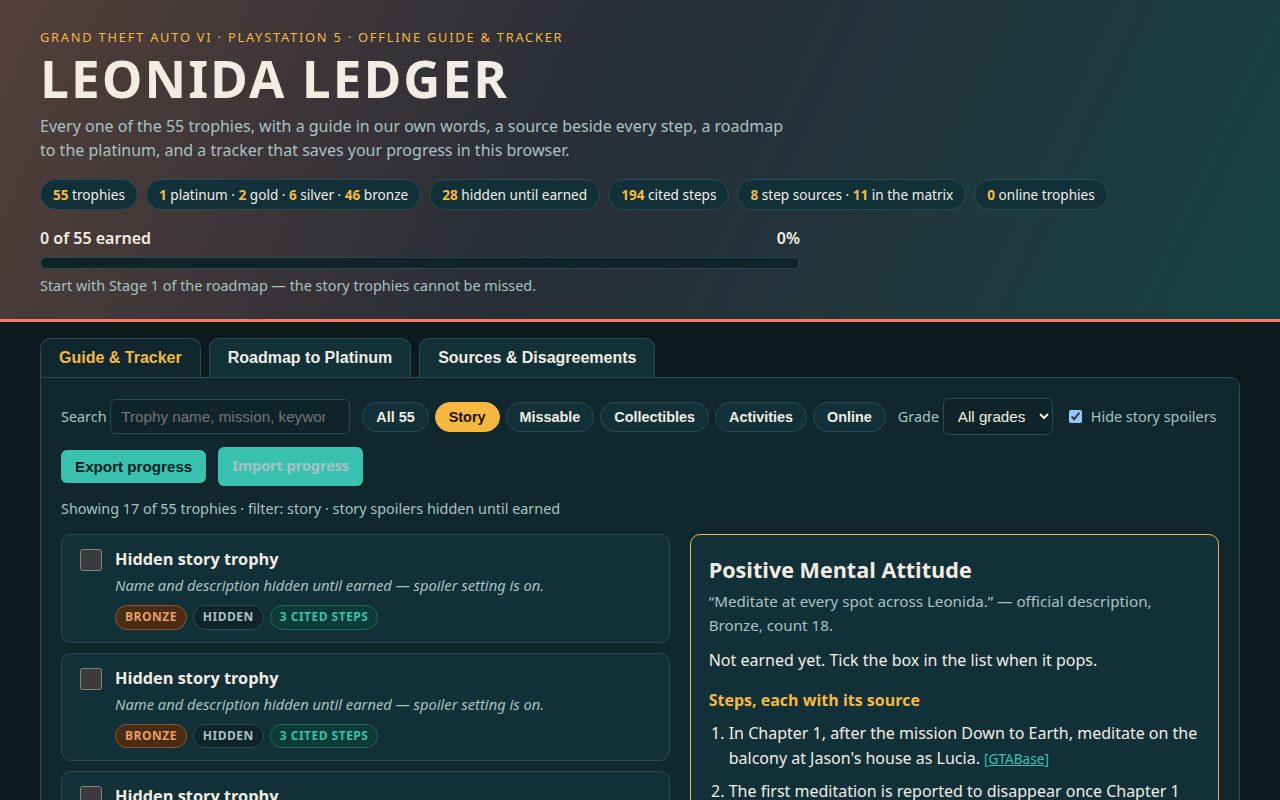 GRAND THEFT AUTO VI · PLAYSTATION 5 · OFFLINE GUIDE & TRACKER
LEONIDA LEDGER
Every one of the 55 trophies, with a guide in our own words, a source beside every step, a roadmap
to the platinum, and a tracker that saves your progress in this browser.
55 trophies
1 platinum · 2 gold · 6 silver · 46 bronze
28 hidden until earned
194 cited steps
8 step sources · 11 in the matrix
0 online trophies
0 of 55 earned
0%
Start with Stage 1 of the roadmap — the story trophies cannot be missed.
Guide & Tracker
Roadmap to Platinum
Sources & Disagreements
Search
Trophy name, mission, keywor
All 55
Story
Missable
Collectibles
Activities
Online
Grade
All grades
Hide story spoilers
Export progress
Import progress
Showing 17 of 55 trophies · filter: story · story spoilers hidden until earned
Hidden story trophy
Name and description hidden until earned — spoiler setting is on.
BRONZE
HIDDEN
3 CITED STEPS
Hidden story trophy
Name and description hidden until earned — spoiler setting is on.
BRONZE
HIDDEN
3 CITED STEPS
Hidden story trophy
Positive Mental Attitude
“Meditate at every spot across Leonida.” — official description,
Bronze, count 18.
Not earned yet. Tick the box in the list when it pops.
Steps, each with its source
1. In Chapter 1, after the mission Down to Earth, meditate on the
balcony at Jason's house as Lucia. [GTABase]
2. The first meditation is reported to disappear once Chapter 1